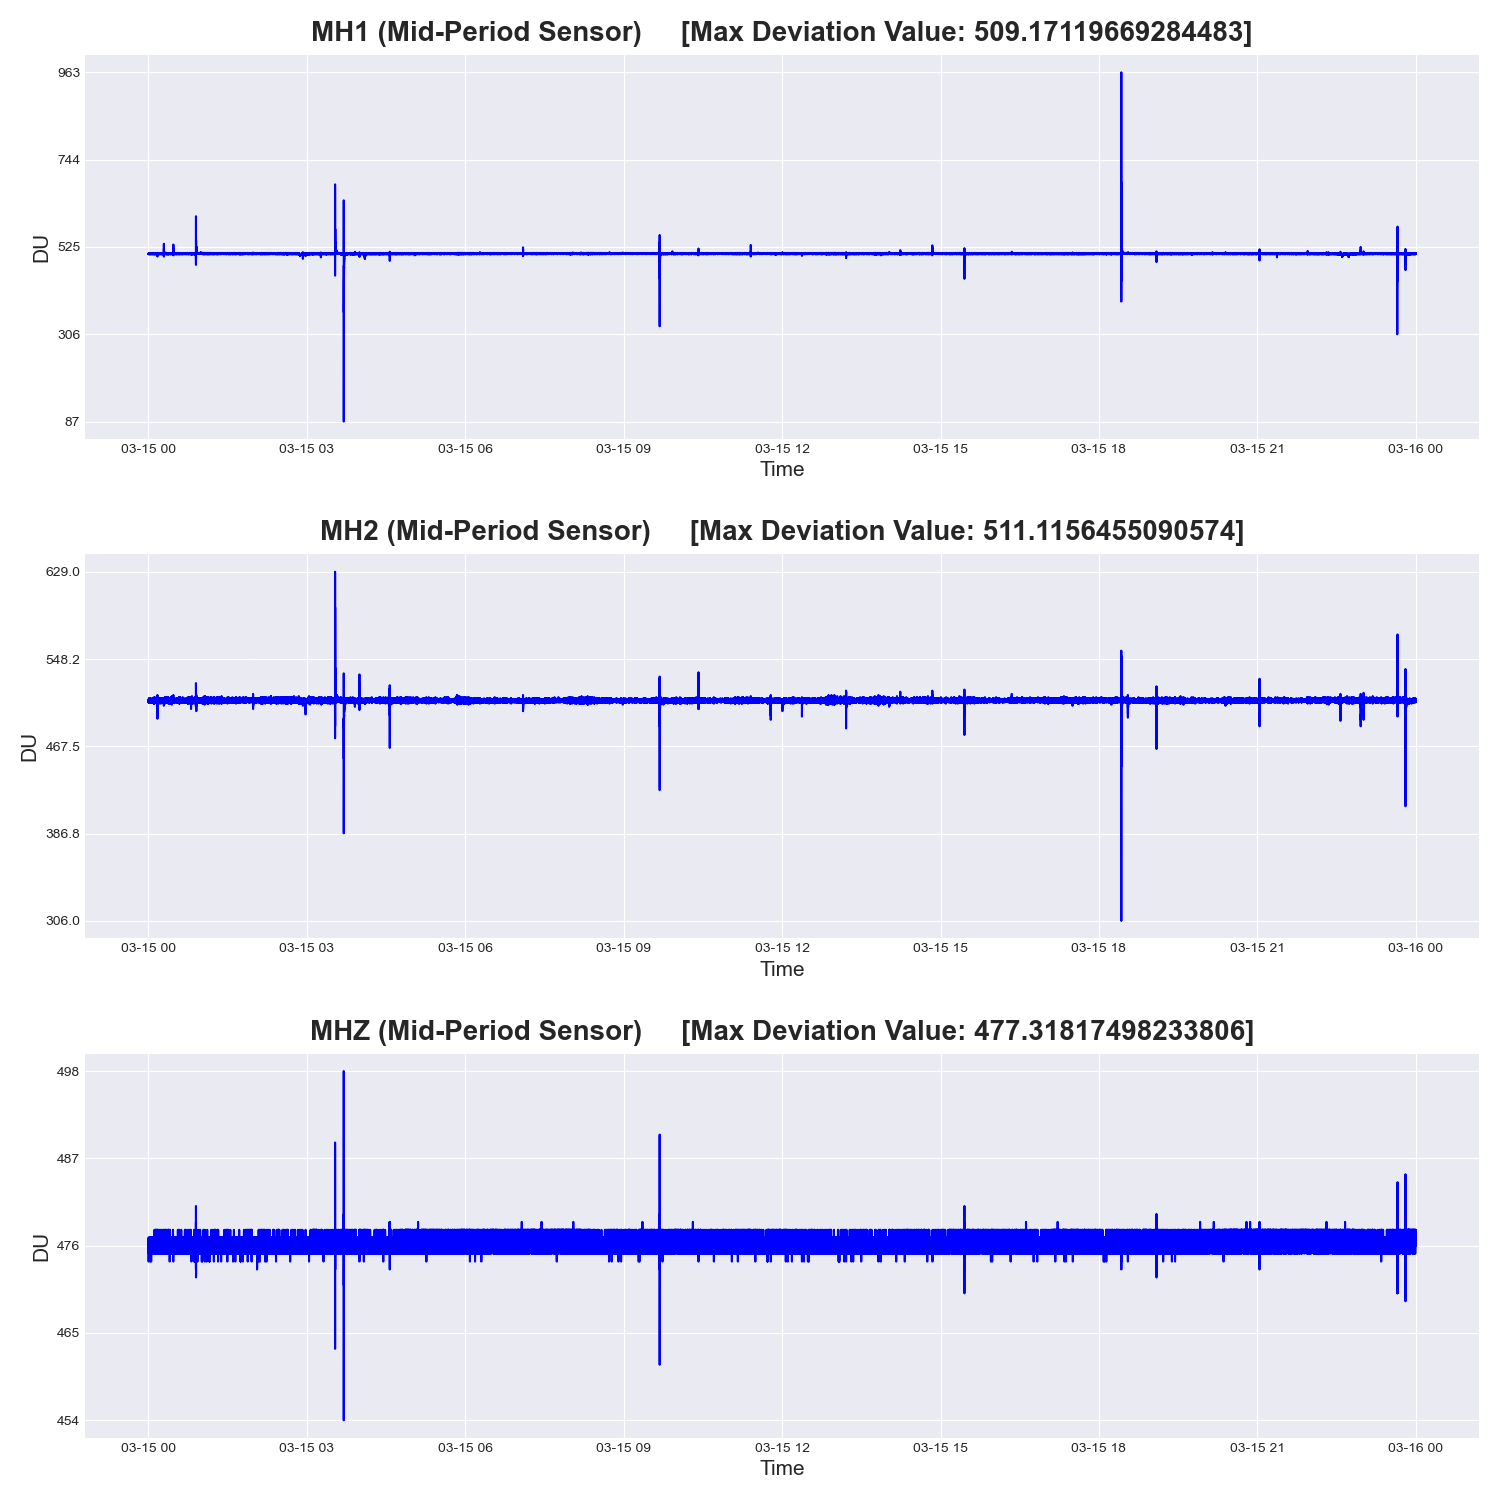 MH1 (Mid-Period Sensor) [Max Deviation Value: 509.17119669284483]
963
744
525
306
87
DU
03-15 00 03-15 03 03-15 06 03-15 09 03-15 12 03-15 15 03-15 18 03-15 21 03-16 00
Time
MH2 (Mid-Period Sensor) [Max Deviation Value: 511.1156455090574]
629.0
548.2
467.5
386.8
306.0
DU
03-15 00 03-15 03 03-15 06 03-15 09 03-15 12 03-15 15 03-15 18 03-15 21 03-16 00
Time
MHZ (Mid-Period Sensor) [Max Deviation Value: 477.31817498233806]
498
487
476
465
454
DU
03-15 00 03-15 03 03-15 06 03-15 09 03-15 12 03-15 15 03-15 18 03-15 21 03-16 00
Time